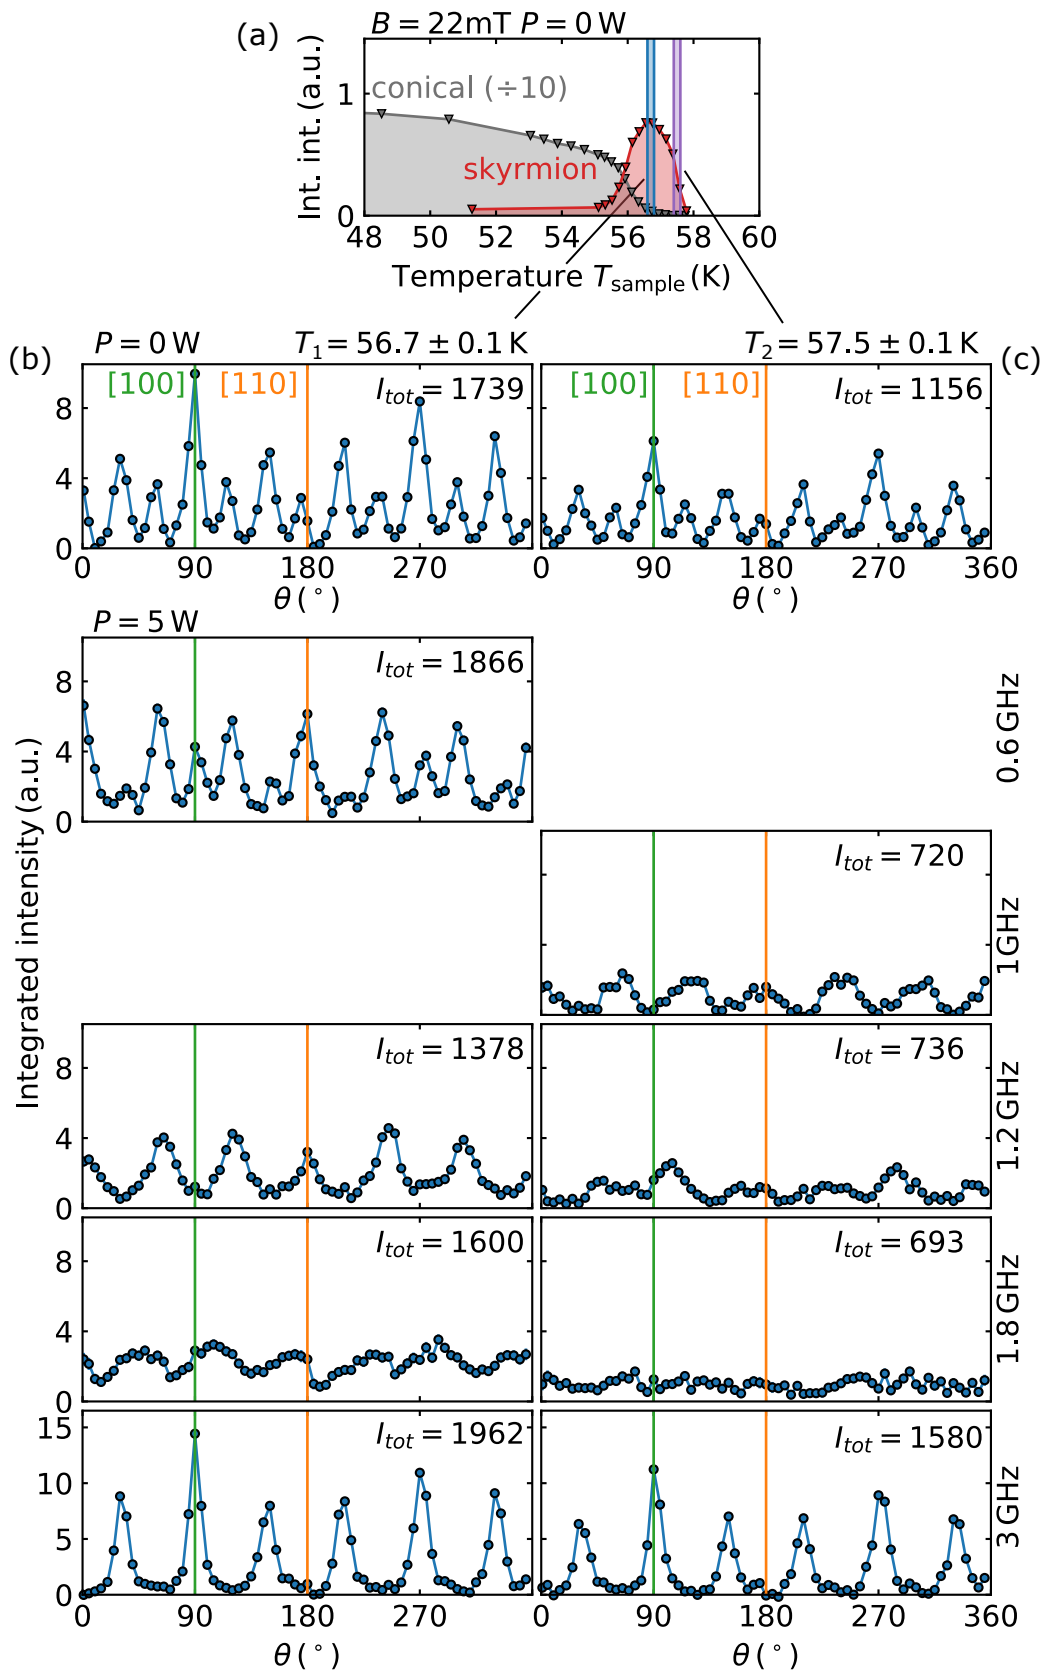 (a)
B = 22mT P = 0 W
Int. int. (a.u.)
1
0
conical (÷10)
skyrmion
48 50 52 54 56 58 60
Temperature T_sample (K)
(b)
P = 0 W
T_1 = 56.7 ± 0.1 K
T_2 = 57.5 ± 0.1 K
(c)
[100] [110]
I_tot = 1739
8
4
0
0 90 180 270
θ (°)
[100] [110]
I_tot = 1156
0 90 180 270 360
θ (°)
P = 5 W
Integrated intensity (a.u.)
I_tot = 1866
8
4
0
0.6 GHz
I_tot = 720
1 GHz
I_tot = 1378
8
4
0
I_tot = 736
1.2 GHz
I_tot = 1600
8
4
0
I_tot = 693
1.8 GHz
I_tot = 1962
15
10
5
0
0 90 180 270
θ (°)
I_tot = 1580
3 GHz
0 90 180 270 360
θ (°)